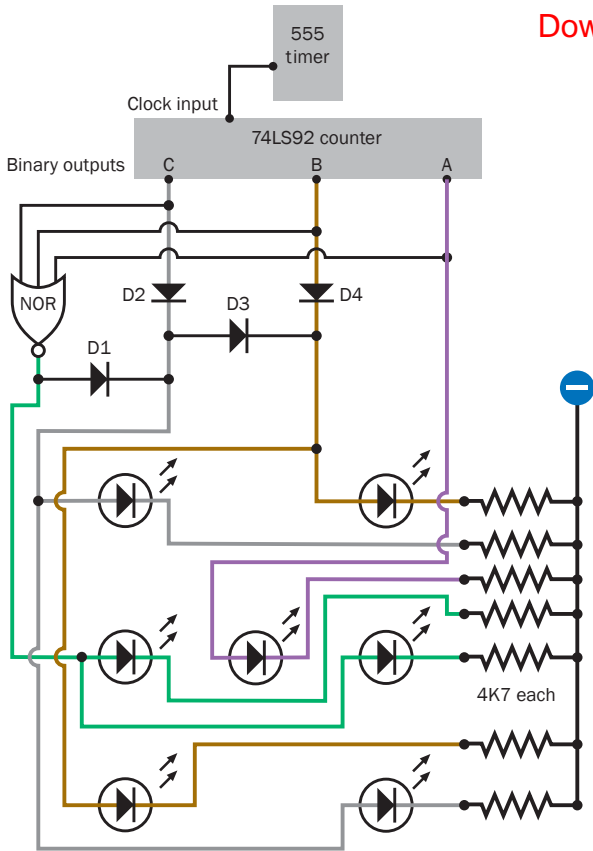 555
timer
Dow
Clock input
74LS92 counter
Binary outputs C B A
NOR
D2
D3
D4
D1
4K7 each